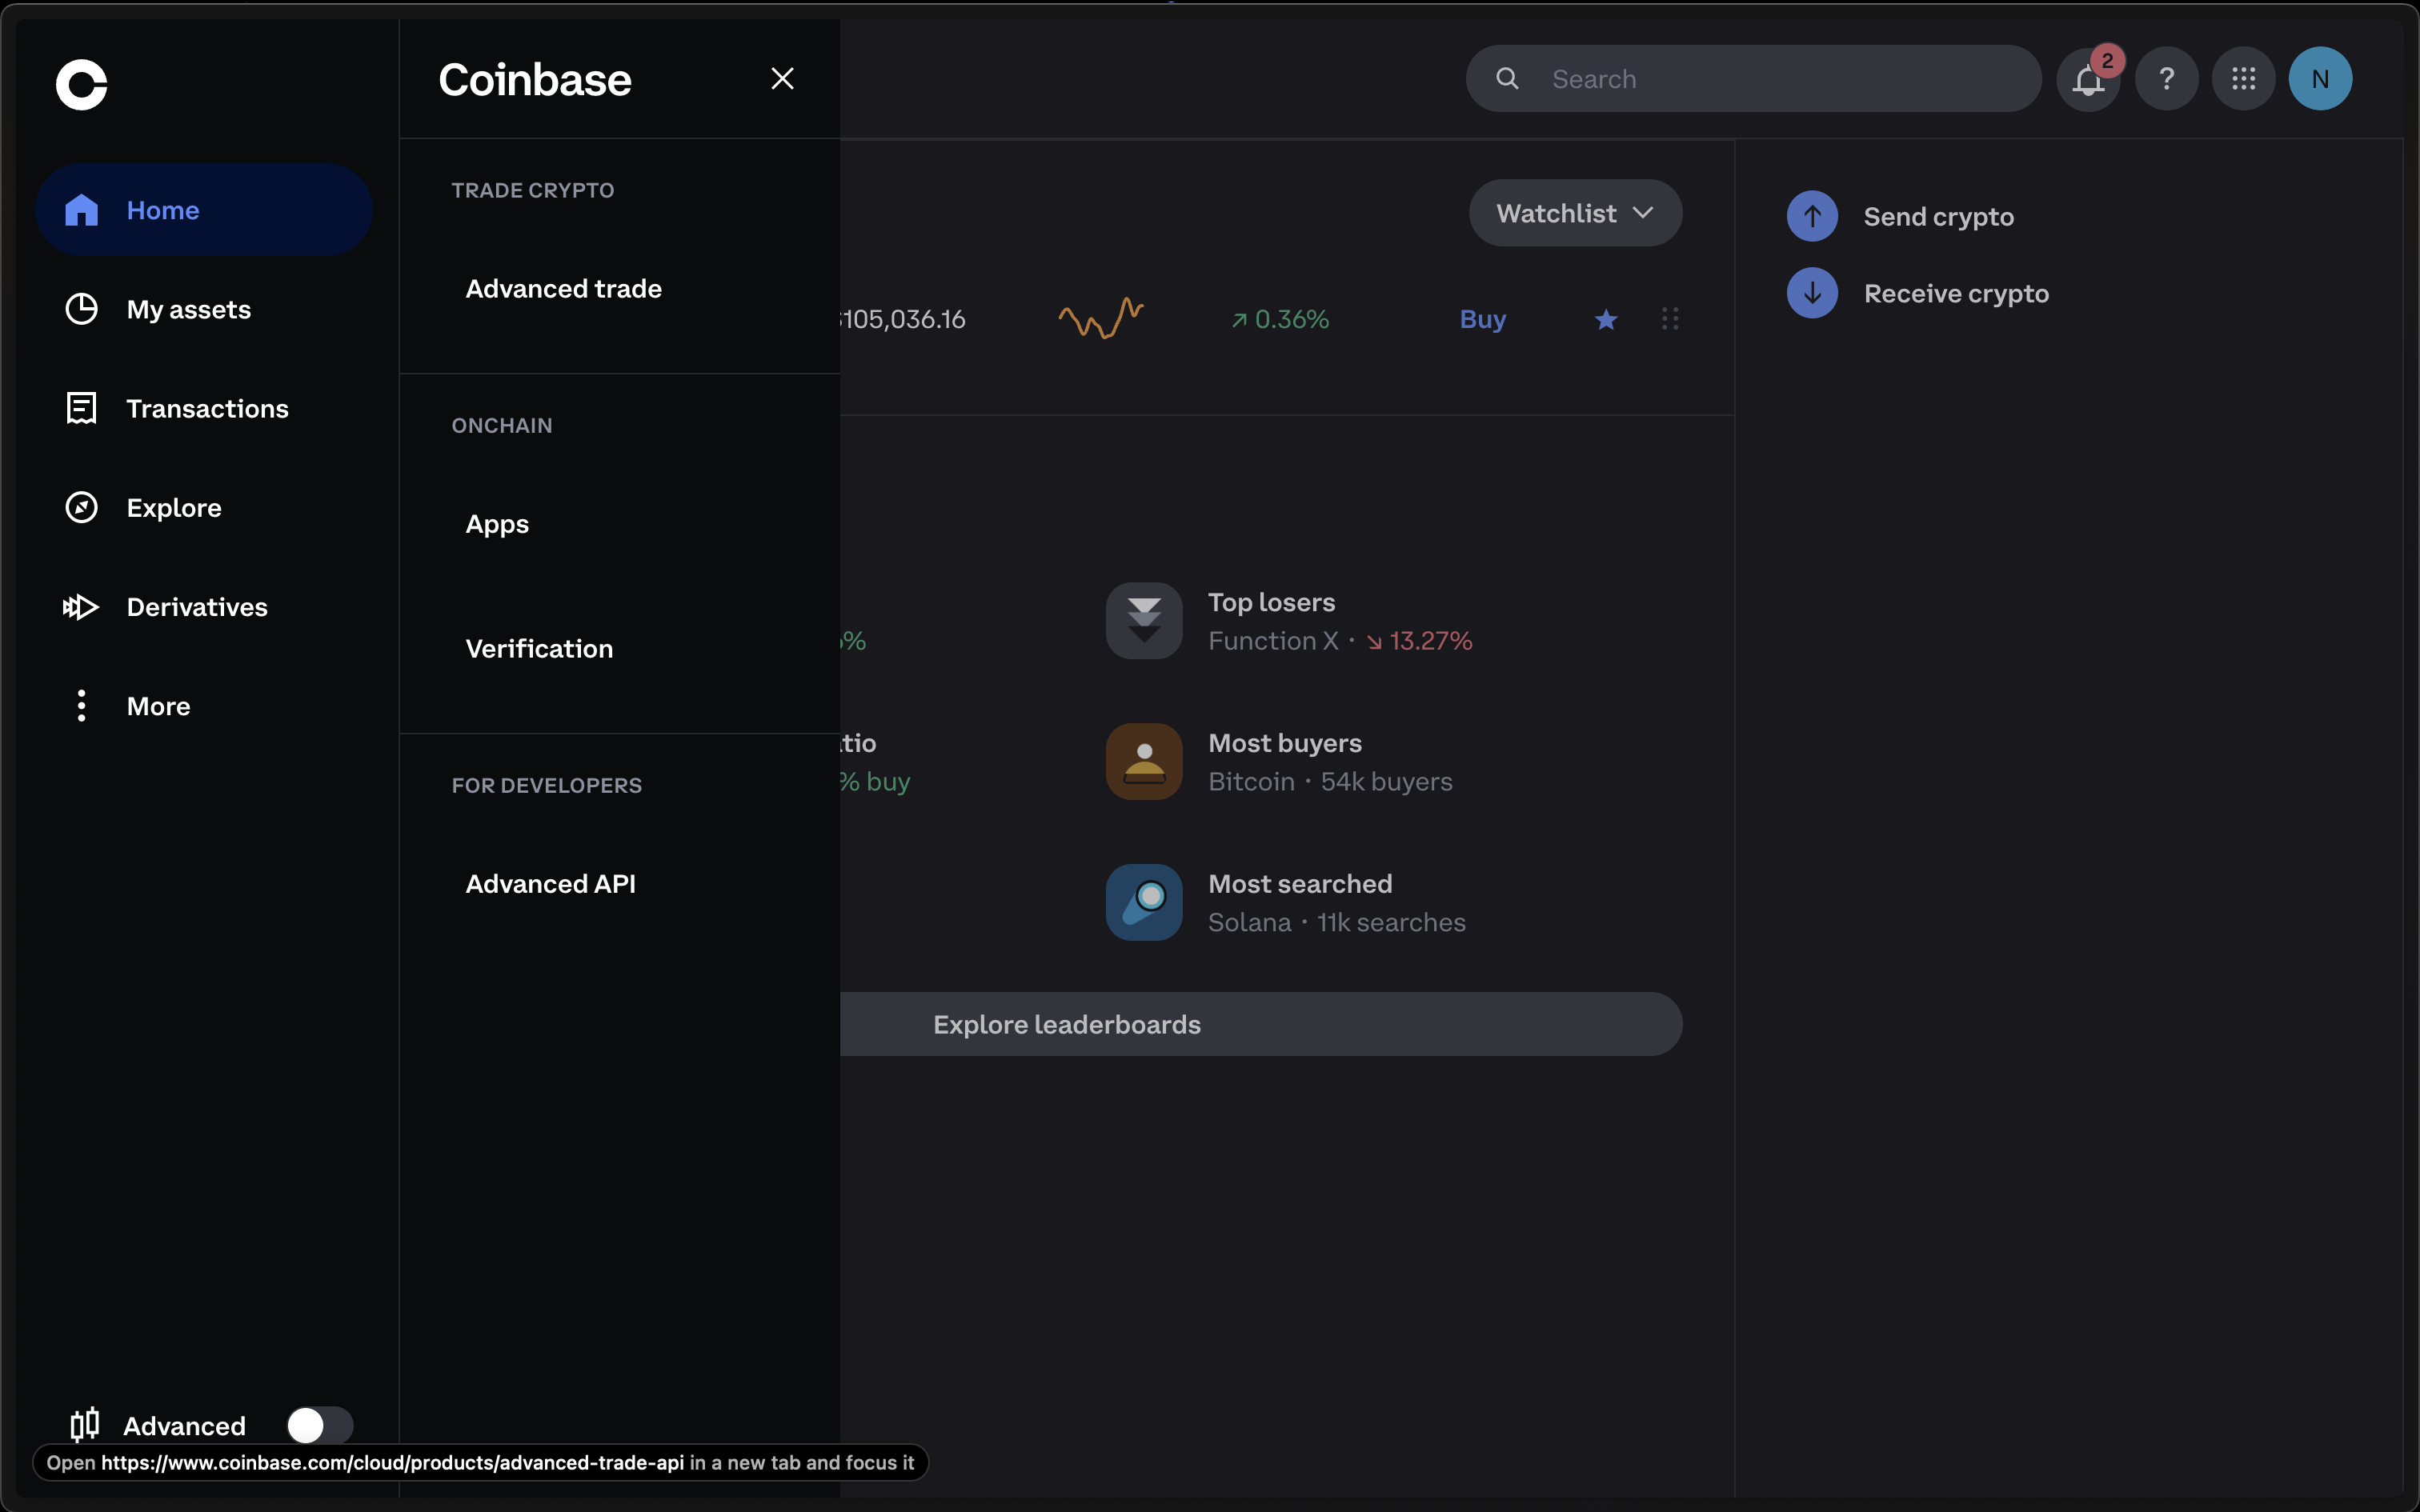 Coinbase
Search
2
?
N
Home
My assets
Transactions
Explore
Derivatives
More
TRADE CRYPTO
Advanced trade
ONCHAIN
Apps
Verification
FOR DEVELOPERS
Advanced API
Watchlist
105,036.16
0.36%
Buy
Send crypto
Receive crypto
%
Top losers
Function X · 13.27%
tio
% buy
Most buyers
Bitcoin · 54k buyers
Most searched
Solana · 11k searches
Explore leaderboards
Advanced
Open https://www.coinbase.com/cloud/products/advanced-trade-api in a new tab and focus it